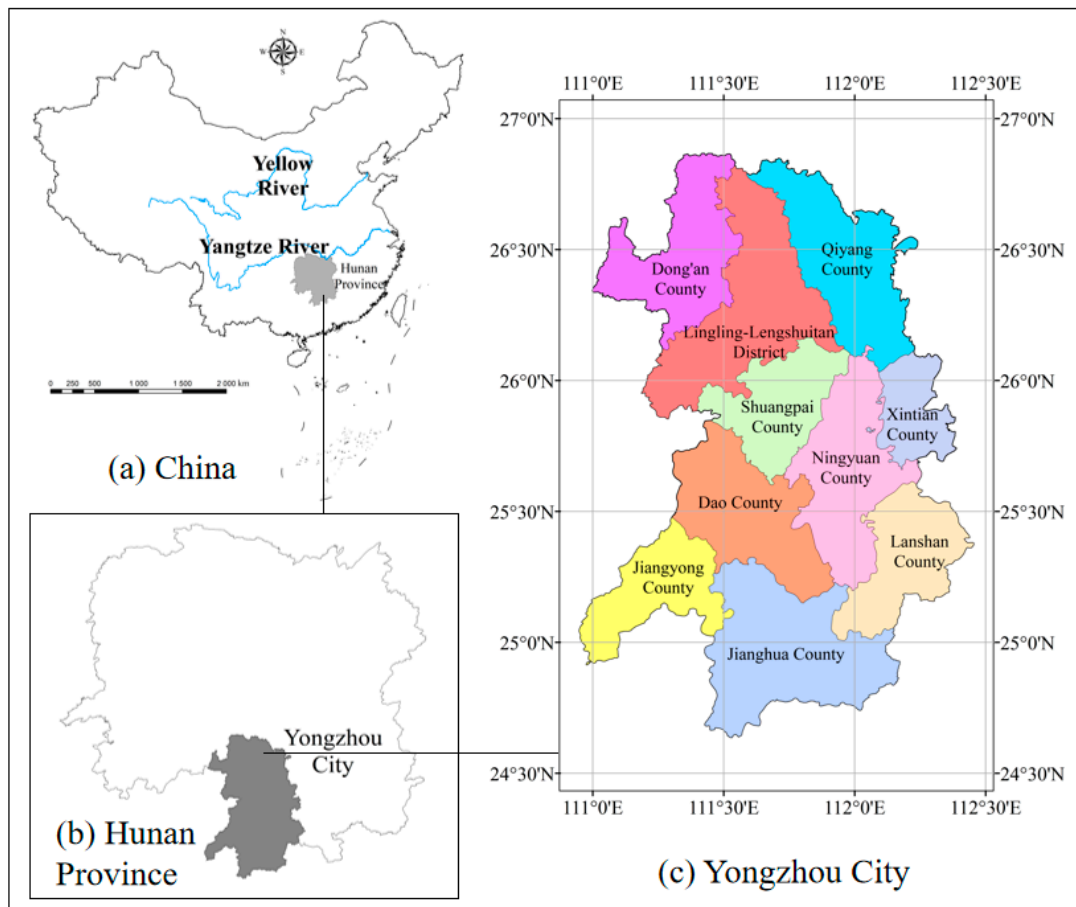 N
W
E
S
Yellow
River
Yangtze River
Hunan
Province
0 250 500 1 000 1 500 2 000 km
(a) China
Yongzhou
City
(b) Hunan
Province
111°0'E 111°30'E 112°0'E 112°30'E
27°0'N 27°0'N
26°30'N 26°30'N
26°0'N 26°0'N
25°30'N 25°30'N
25°0'N 25°0'N
24°30'N 24°30'N
111°0'E 111°30'E 112°0'E 112°30'E
Qiyang
County
Dong'an
County
Lingling-Lengshuitan
District
Shuangpai
County
Xintian
County
Ningyuan
County
Dao County
Lanshan
County
Jiangyong
County
Jianghua County
(c) Yongzhou City